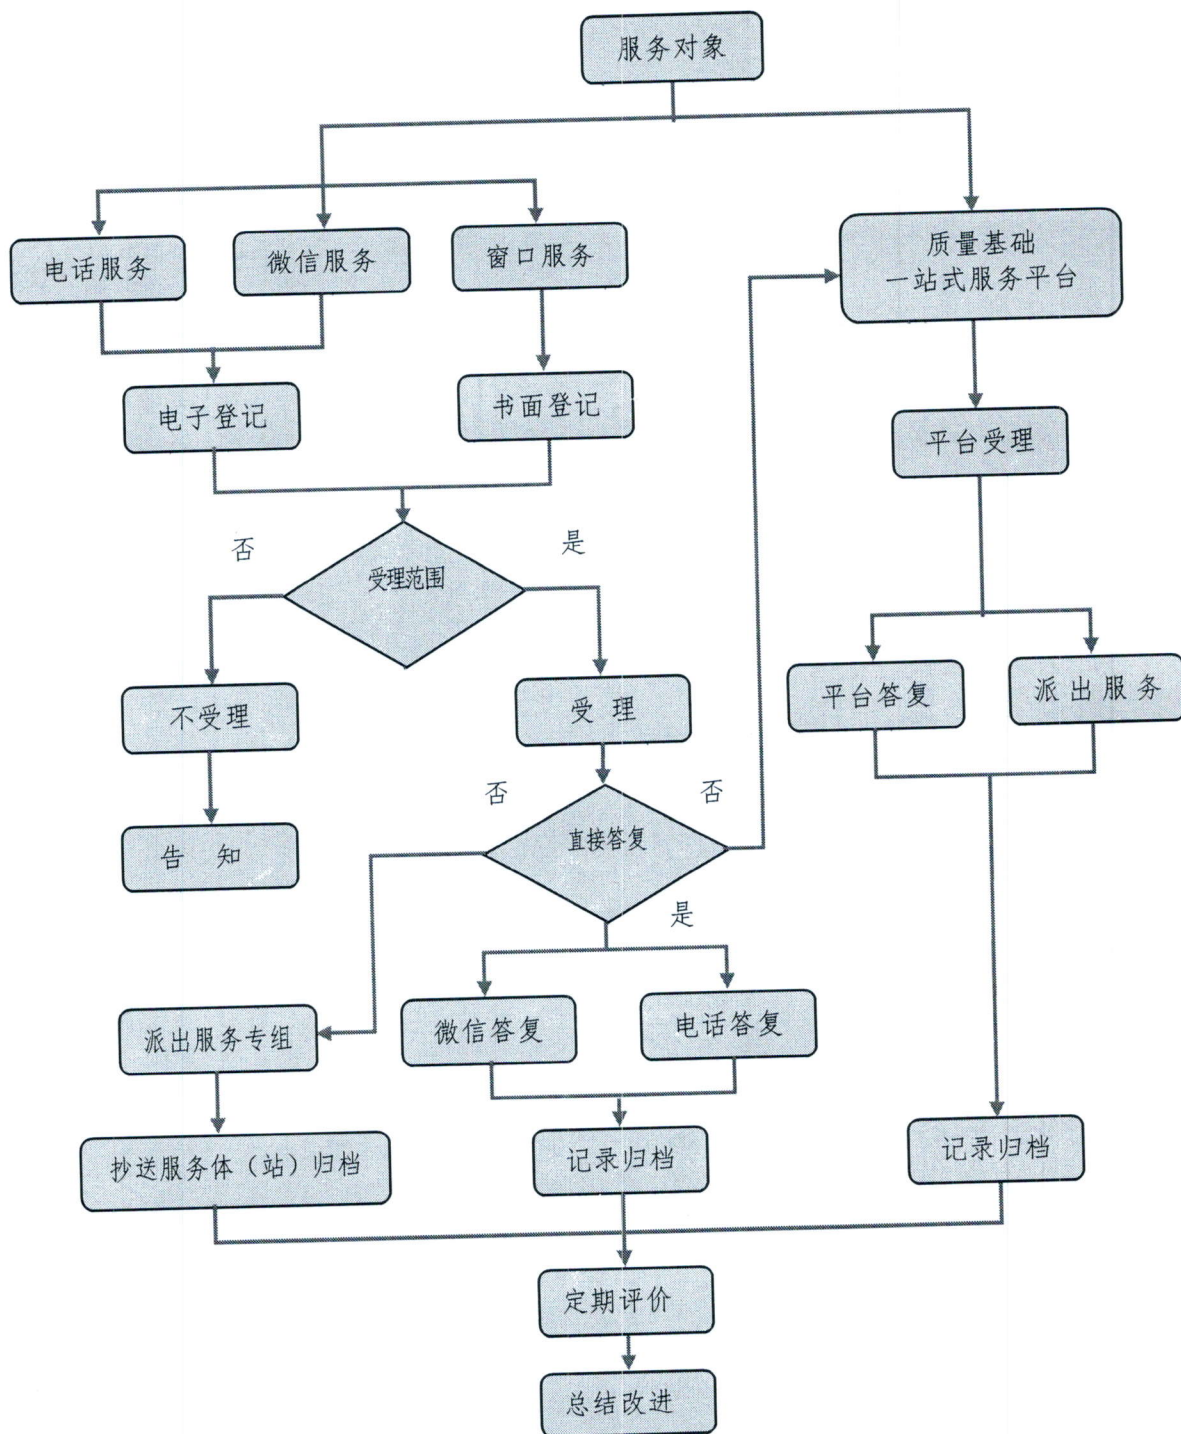 服务对象
电话服务
微信服务
窗口服务
质量基础
一站式服务平台
电子登记
书面登记
平台受理
否
是
受理范围
不受理
受 理
平台答复
派出服务
否
否
告 知
直接答复
是
派出服务专组
微信答复
电话答复
抄送服务体（站）归档
记录归档
记录归档
定期评价
总结改进